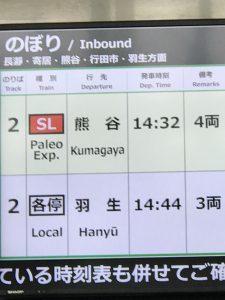 のぼり / Inbound
長瀞・寄居・熊谷・行田市・羽生方面
のりば 種別 行先 発車時刻 備考
Track Train Departure Dep. Time Remarks
2 SL 熊谷 14:32 4両
Paleo Exp. Kumagaya
2 各停 羽生 14:44 3両
Local Hanyū
ている時刻表も併せてご確